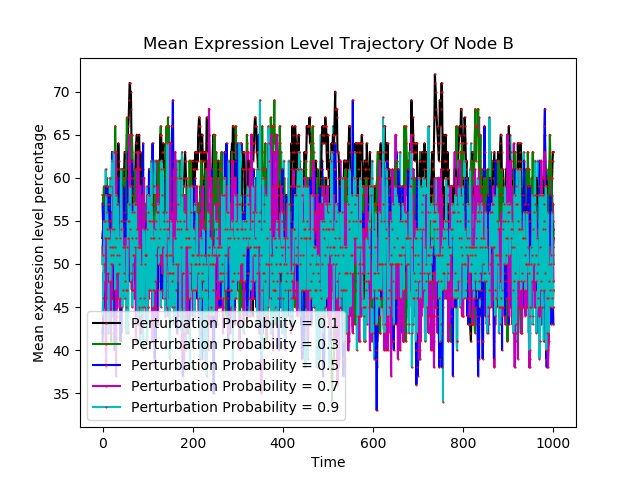 Mean Expression Level Trajectory Of Node B
Mean expression level percentage
70
65
60
55
50
45
40
35
Perturbation Probability = 0.1
Perturbation Probability = 0.3
Perturbation Probability = 0.5
Perturbation Probability = 0.7
Perturbation Probability = 0.9
0 200 400 600 800 1000
Time